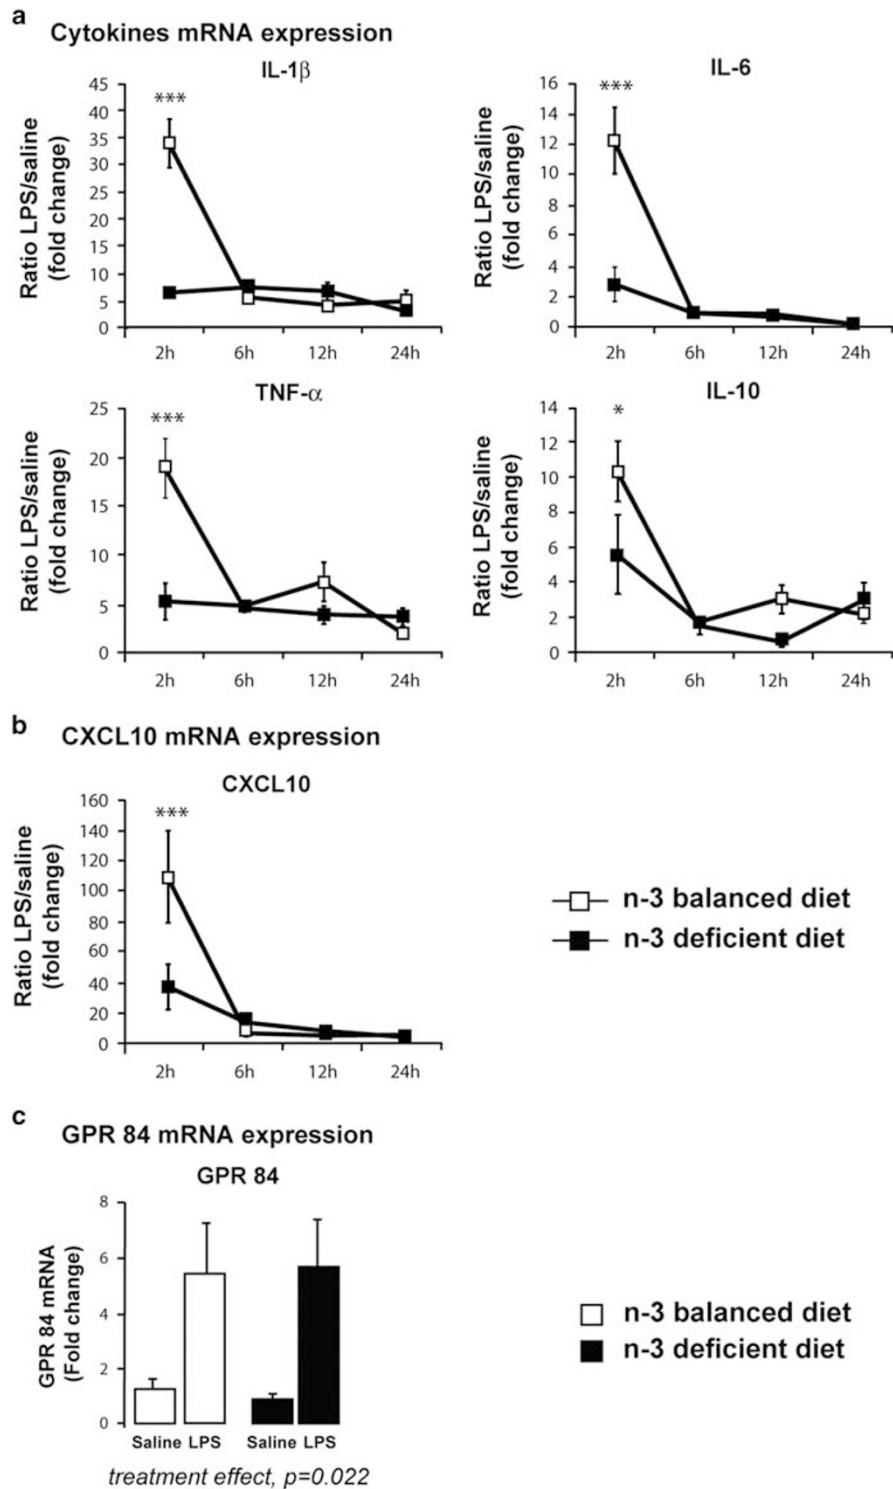 a
Cytokines mRNA expression
IL-1β
Ratio LPS/saline
(fold change)
45
40
35
30
25
20
15
10
5
0
***
2h 6h 12h 24h
IL-6
Ratio LPS/saline
(fold change)
16
14
12
10
8
6
4
2
0
***
2h 6h 12h 24h
TNF-α
Ratio LPS/saline
(fold change)
25
20
15
10
5
0
***
2h 6h 12h 24h
IL-10
Ratio LPS/saline
(fold change)
14
12
10
8
6
4
2
0
*
2h 6h 12h 24h
b
CXCL10 mRNA expression
CXCL10
Ratio LPS/saline
(fold change)
160
140
120
100
80
60
40
20
0
***
2h 6h 12h 24h
n-3 balanced diet
n-3 deficient diet
c
GPR 84 mRNA expression
GPR 84
GPR 84 mRNA
(Fold change)
8
6
4
2
0
Saline LPS Saline LPS
treatment effect, p=0.022
n-3 balanced diet
n-3 deficient diet